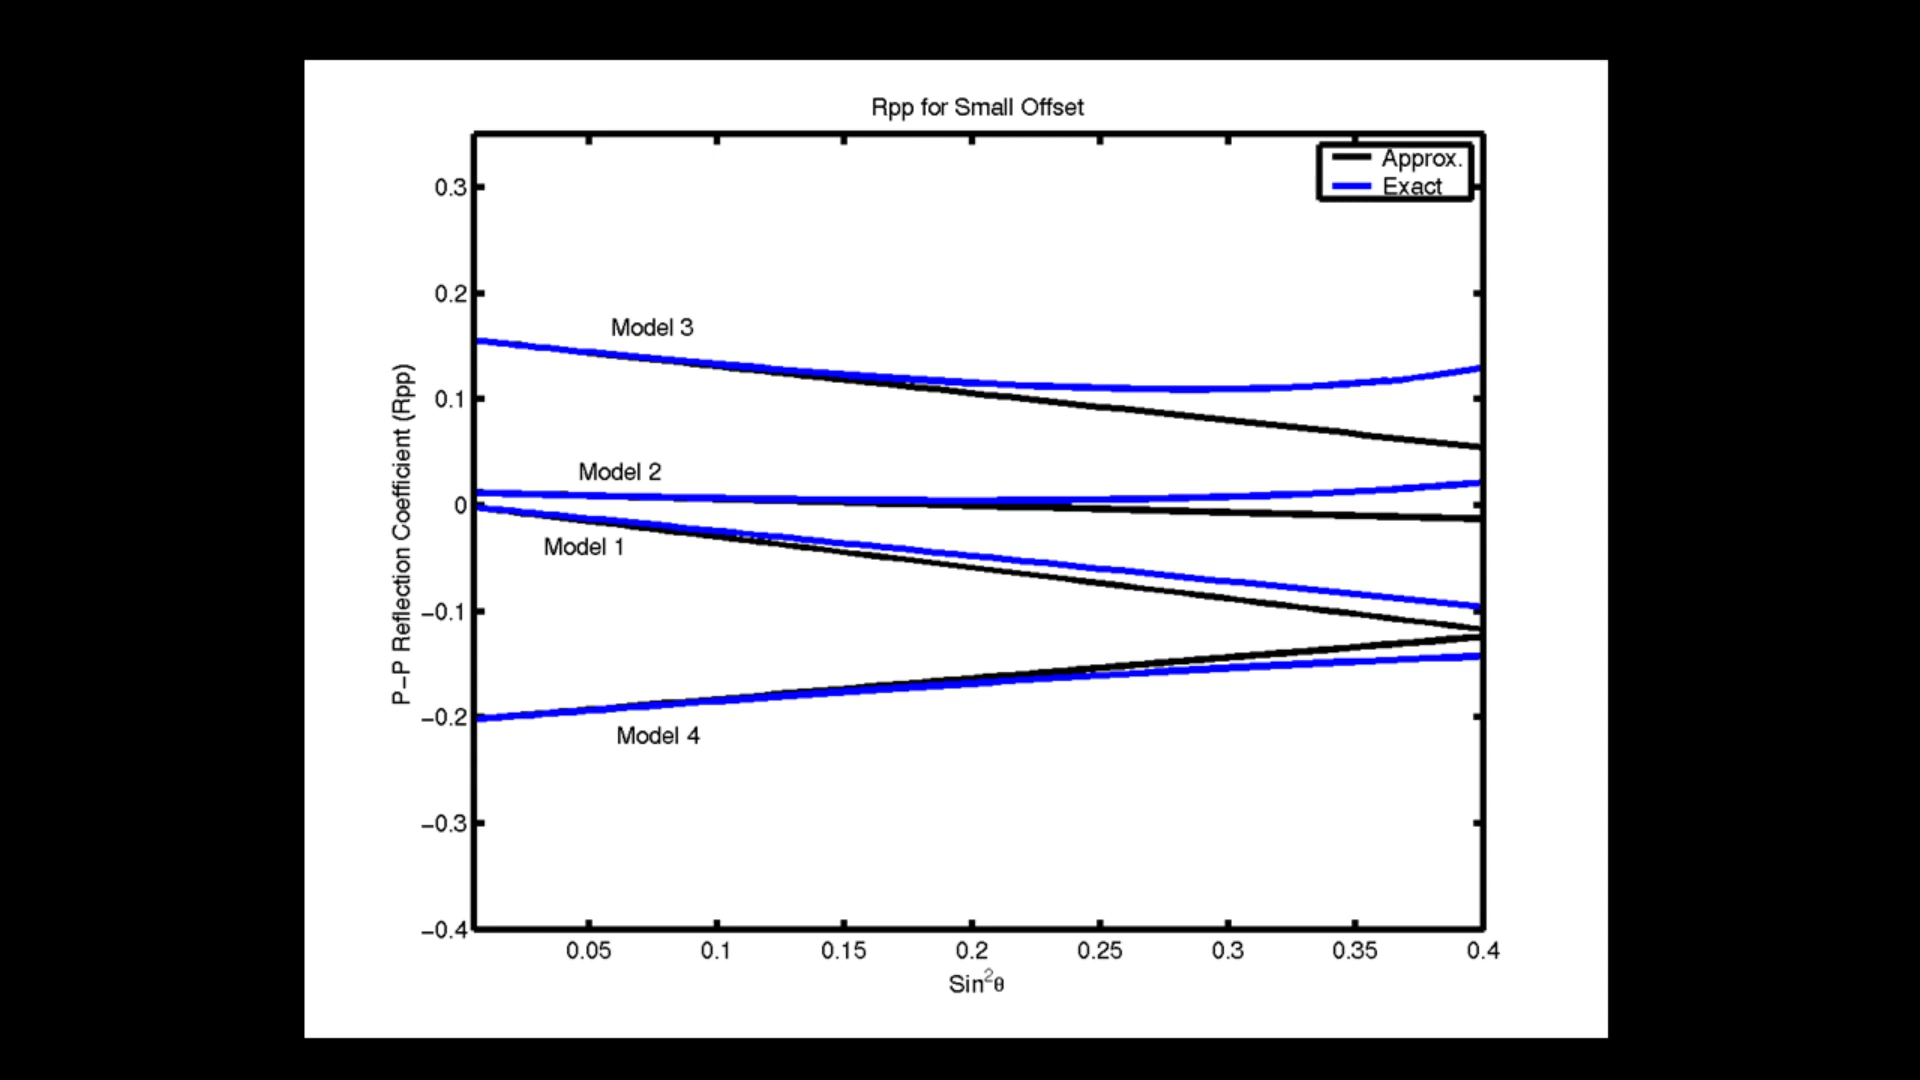 Rpp for Small Offset
Approx.
Exact
0.3
0.2
0.1
0
−0.1
−0.2
−0.3
−0.4
P−P Reflection Coefficient (Rpp)
Model 3
Model 2
Model 1
Model 4
0.05 0.1 0.15 0.2 0.25 0.3 0.35 0.4
Sin²θ